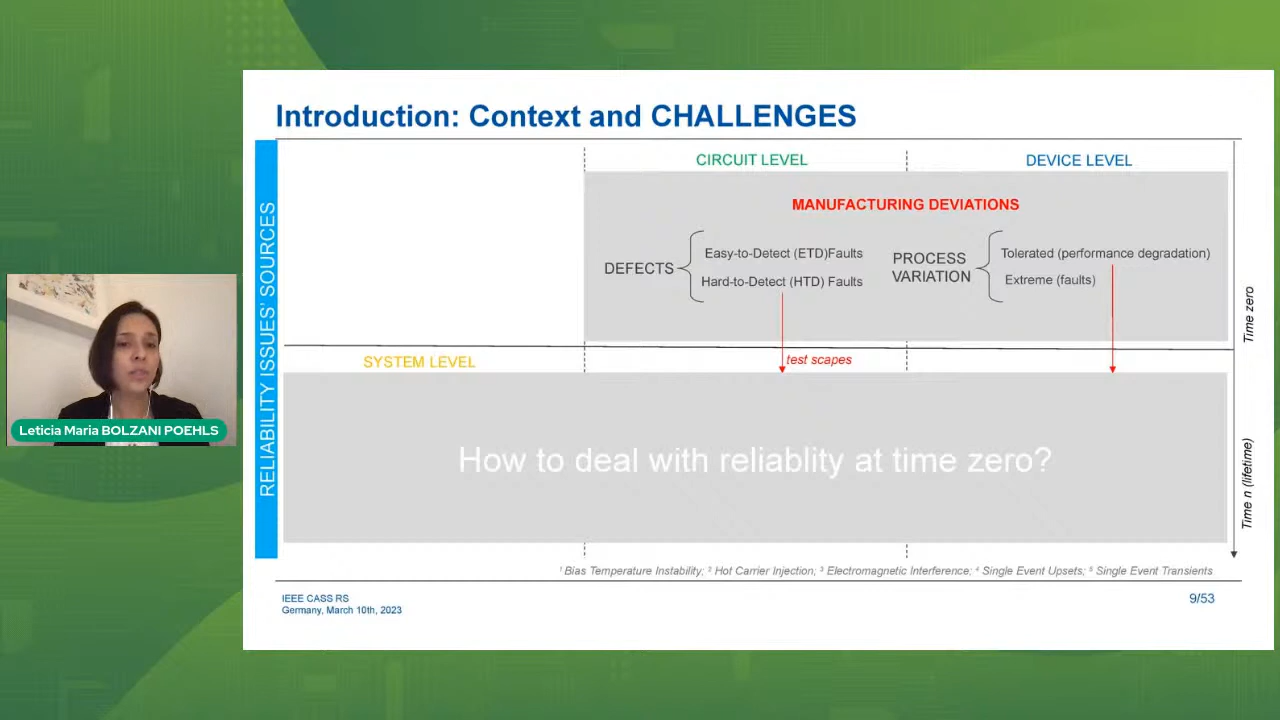 Introduction: Context and CHALLENGES
RELIABILITY ISSUES' SOURCES
CIRCUIT LEVEL
DEVICE LEVEL
MANUFACTURING DEVIATIONS
DEFECTS
Easy-to-Detect (ETD)Faults
Hard-to-Detect (HTD) Faults
PROCESS
VARIATION
Tolerated (performance degradation)
Extreme (faults)
Time zero
SYSTEM LEVEL
test scapes
How to deal with reliablity at time zero?
Time n (lifetime)
Leticia Maria BOLZANI POEHLS
¹ Bias Temperature Instability; ² Hot Carrier Injection; ³ Electromagnetic Interference; ⁴ Single Event Upsets; ⁵ Single Event Transients
IEEE CASS RS
Germany, March 10th, 2023
9/53